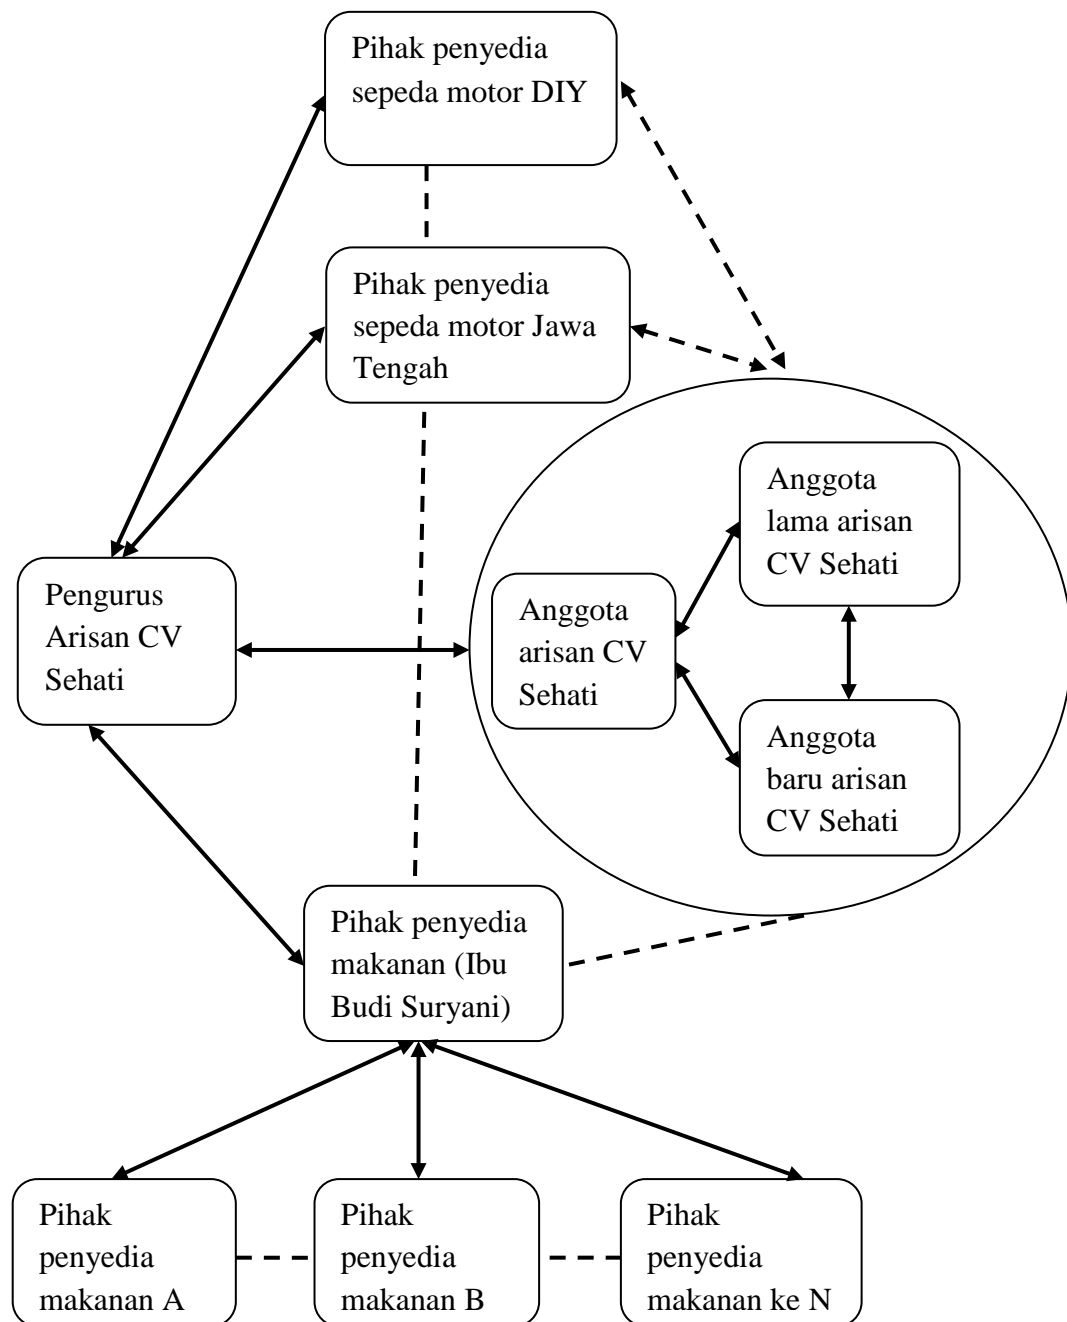 Pihak penyedia
sepeda motor DIY
Pihak penyedia
sepeda motor Jawa
Tengah
Anggota
lama arisan
CV Sehati
Pengurus
Arisan CV
Sehati
Anggota
arisan CV
Sehati
Anggota
baru arisan
CV Sehati
Pihak penyedia
makanan (Ibu
Budi Suryani)
Pihak
penyedia
makanan A
Pihak
penyedia
makanan B
Pihak
penyedia
makanan ke N